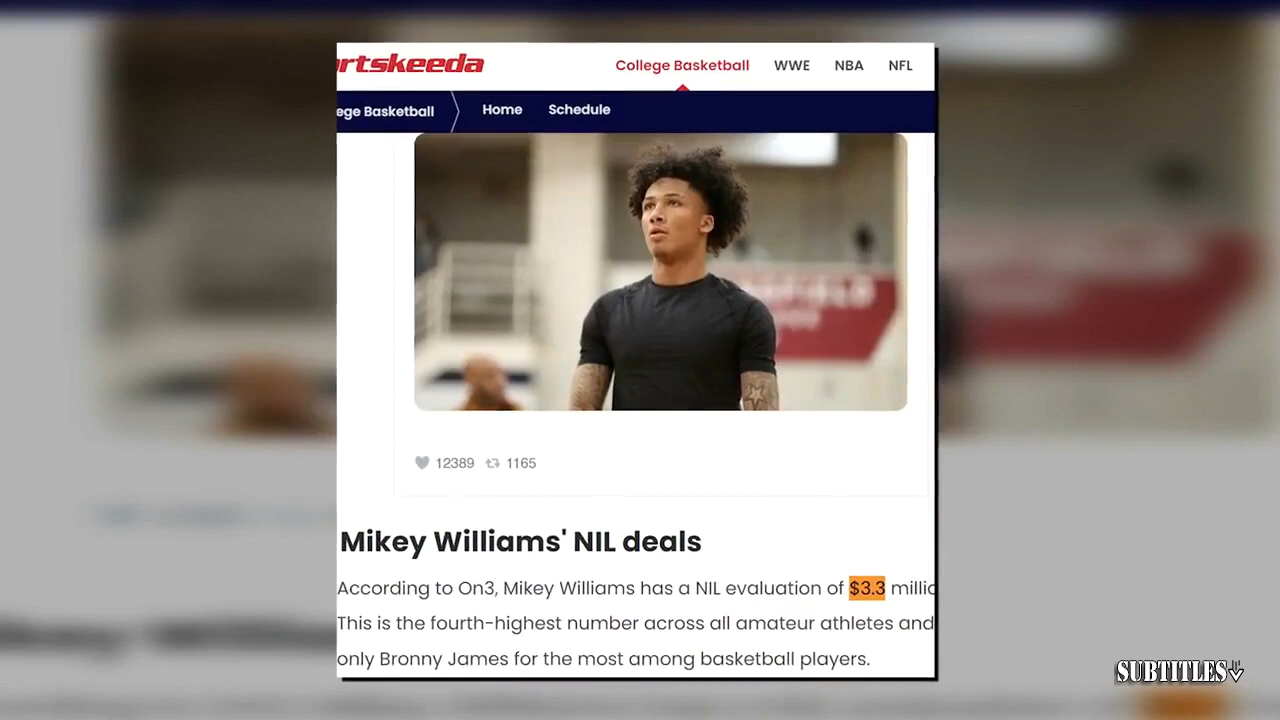 rtskeeda
College Basketball WWE NBA NFL
ege Basketball Home Schedule
12389 1165
Mikey Williams' NIL deals
According to On3, Mikey Williams has a NIL evaluation of $3.3 millic
This is the fourth-highest number across all amateur athletes and
only Bronny James for the most among basketball players.
SUBTITLES